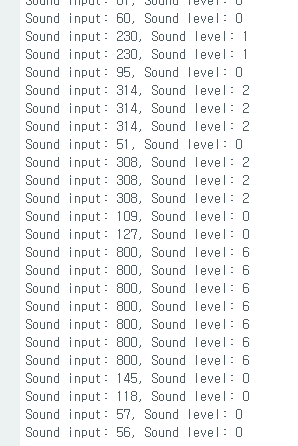 Sound input: 61, Sound level: 0
Sound input: 60, Sound level: 0
Sound input: 230, Sound level: 1
Sound input: 230, Sound level: 1
Sound input: 95, Sound level: 0
Sound input: 314, Sound level: 2
Sound input: 314, Sound level: 2
Sound input: 314, Sound level: 2
Sound input: 51, Sound level: 0
Sound input: 308, Sound level: 2
Sound input: 308, Sound level: 2
Sound input: 308, Sound level: 2
Sound input: 109, Sound level: 0
Sound input: 127, Sound level: 0
Sound input: 800, Sound level: 6
Sound input: 800, Sound level: 6
Sound input: 800, Sound level: 6
Sound input: 800, Sound level: 6
Sound input: 800, Sound level: 6
Sound input: 800, Sound level: 6
Sound input: 800, Sound level: 6
Sound input: 145, Sound level: 0
Sound input: 118, Sound level: 0
Sound input: 57, Sound level: 0
Sound input: 56, Sound level: 0